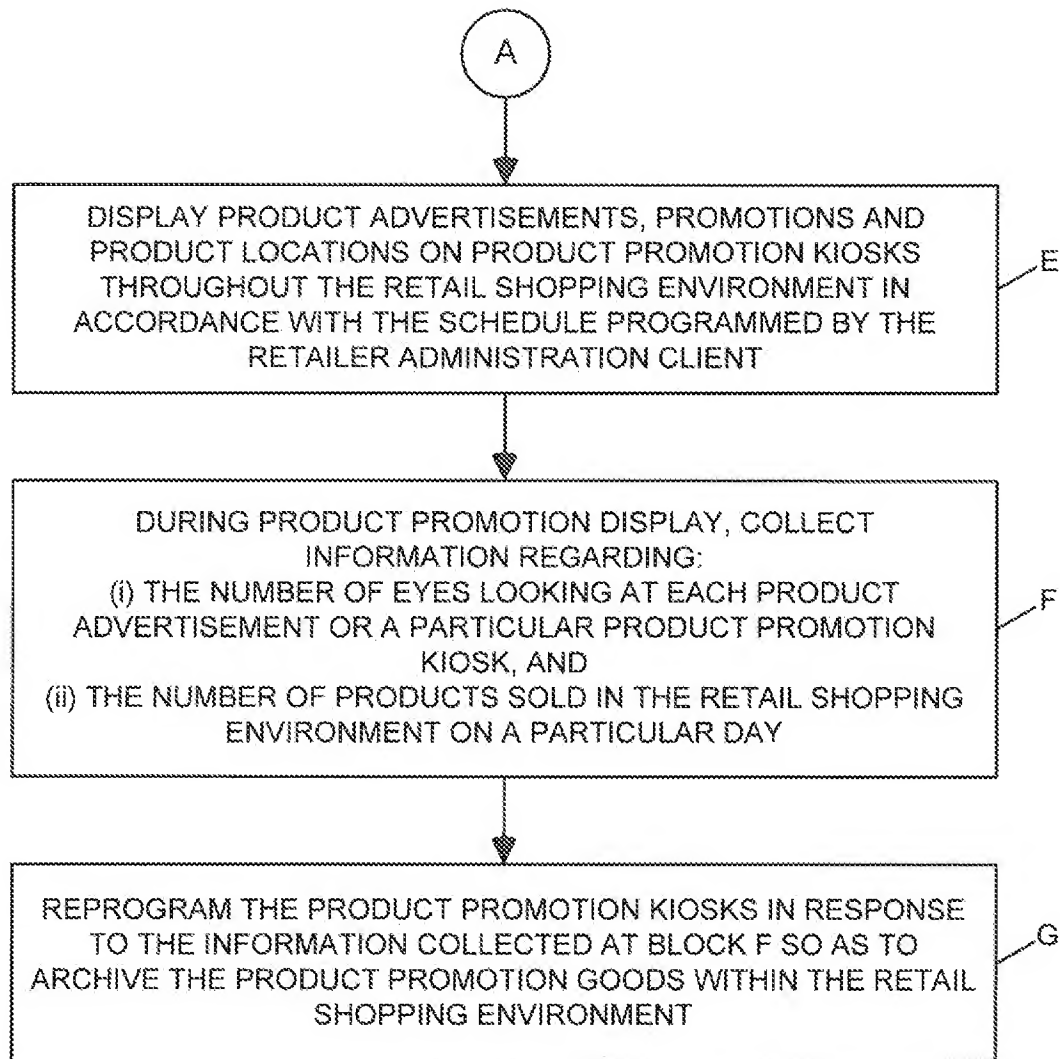 A
DISPLAY PRODUCT ADVERTISEMENTS, PROMOTIONS AND
PRODUCT LOCATIONS ON PRODUCT PROMOTION KIOSKS
THROUGHOUT THE RETAIL SHOPPING ENVIRONMENT IN
ACCORDANCE WITH THE SCHEDULE PROGRAMMED BY THE
RETAILER ADMINISTRATION CLIENT
E
DURING PRODUCT PROMOTION DISPLAY, COLLECT
INFORMATION REGARDING:
(i) THE NUMBER OF EYES LOOKING AT EACH PRODUCT
ADVERTISEMENT OR A PARTICULAR PRODUCT PROMOTION
KIOSK, AND
(ii) THE NUMBER OF PRODUCTS SOLD IN THE RETAIL SHOPPING
ENVIRONMENT ON A PARTICULAR DAY
F
REPROGRAM THE PRODUCT PROMOTION KIOSKS IN RESPONSE
TO THE INFORMATION COLLECTED AT BLOCK F SO AS TO
ARCHIVE THE PRODUCT PROMOTION GOODS WITHIN THE RETAIL
SHOPPING ENVIRONMENT
G